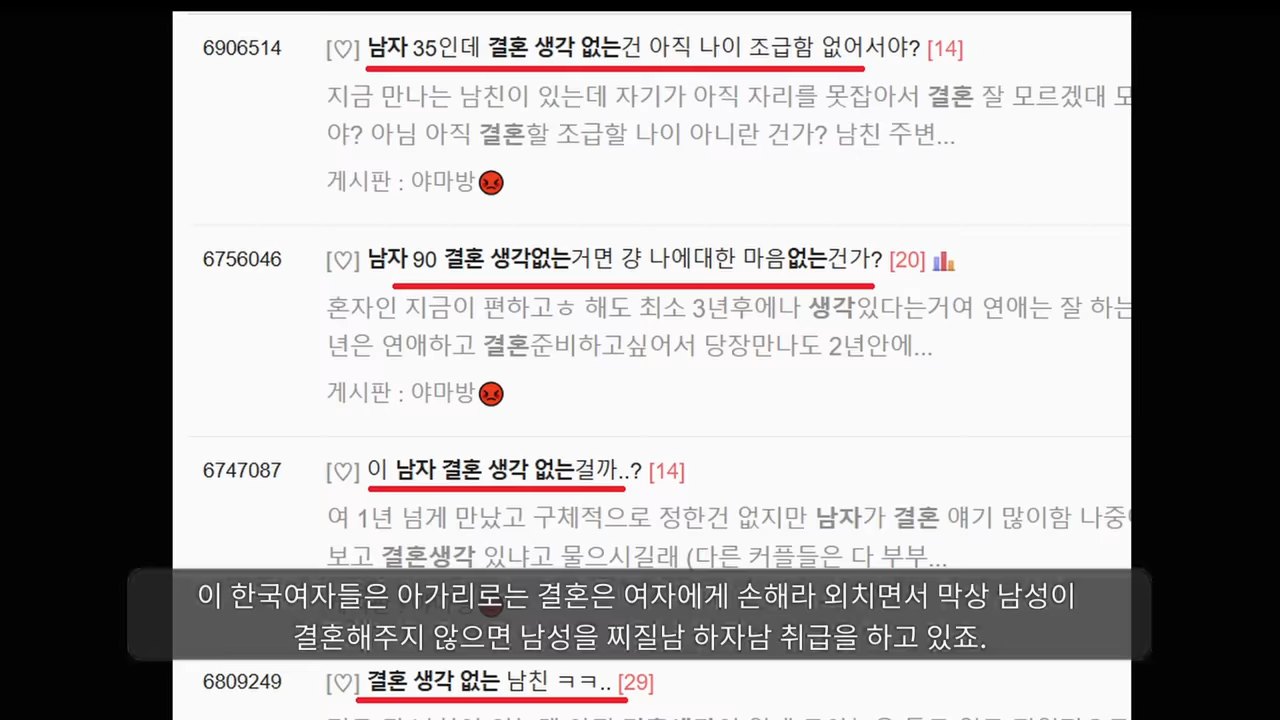 6906514 [♡] 남자 35인데 결혼 생각 없는건 아직 나이 조급함 없어서야? [14]
지금 만나는 남친이 있는데 자기가 아직 자리를 못잡아서 결혼 잘 모르겠대
야? 아님 아직 결혼할 조급할 나이 아니란 건가? 남친 주변...
게시판 : 야마방😡
6756046 [♡] 남자 90 결혼 생각없는거면 걍 나에대한 마음없는건가? [20] 📊
혼자인 지금이 편하고ㅎ 해도 최소 3년후에나 생각있다는거여 연애는 잘 하는
년은 연애하고 결혼준비하고싶어서 당장만나도 2년안에...
게시판 : 야마방😡
6747087 [♡] 이 남자 결혼 생각 없는걸까..? [14]
여 1년 넘게 만났고 구체적으로 정한건 없지만 남자가 결혼 얘기 많이함
보고 결혼생각 있냐고 물으시길래 (다른 커플들은 다 부부...
이 한국여자들은 아가리로는 결혼은 여자에게 손해라 외치면서 막상 남성이
결혼해주지 않으면 남성을 찌질남 하자남 취급을 하고 있죠.
6809249 [♡] 결혼 생각 없는 남친 ㅋㅋ.. [29]